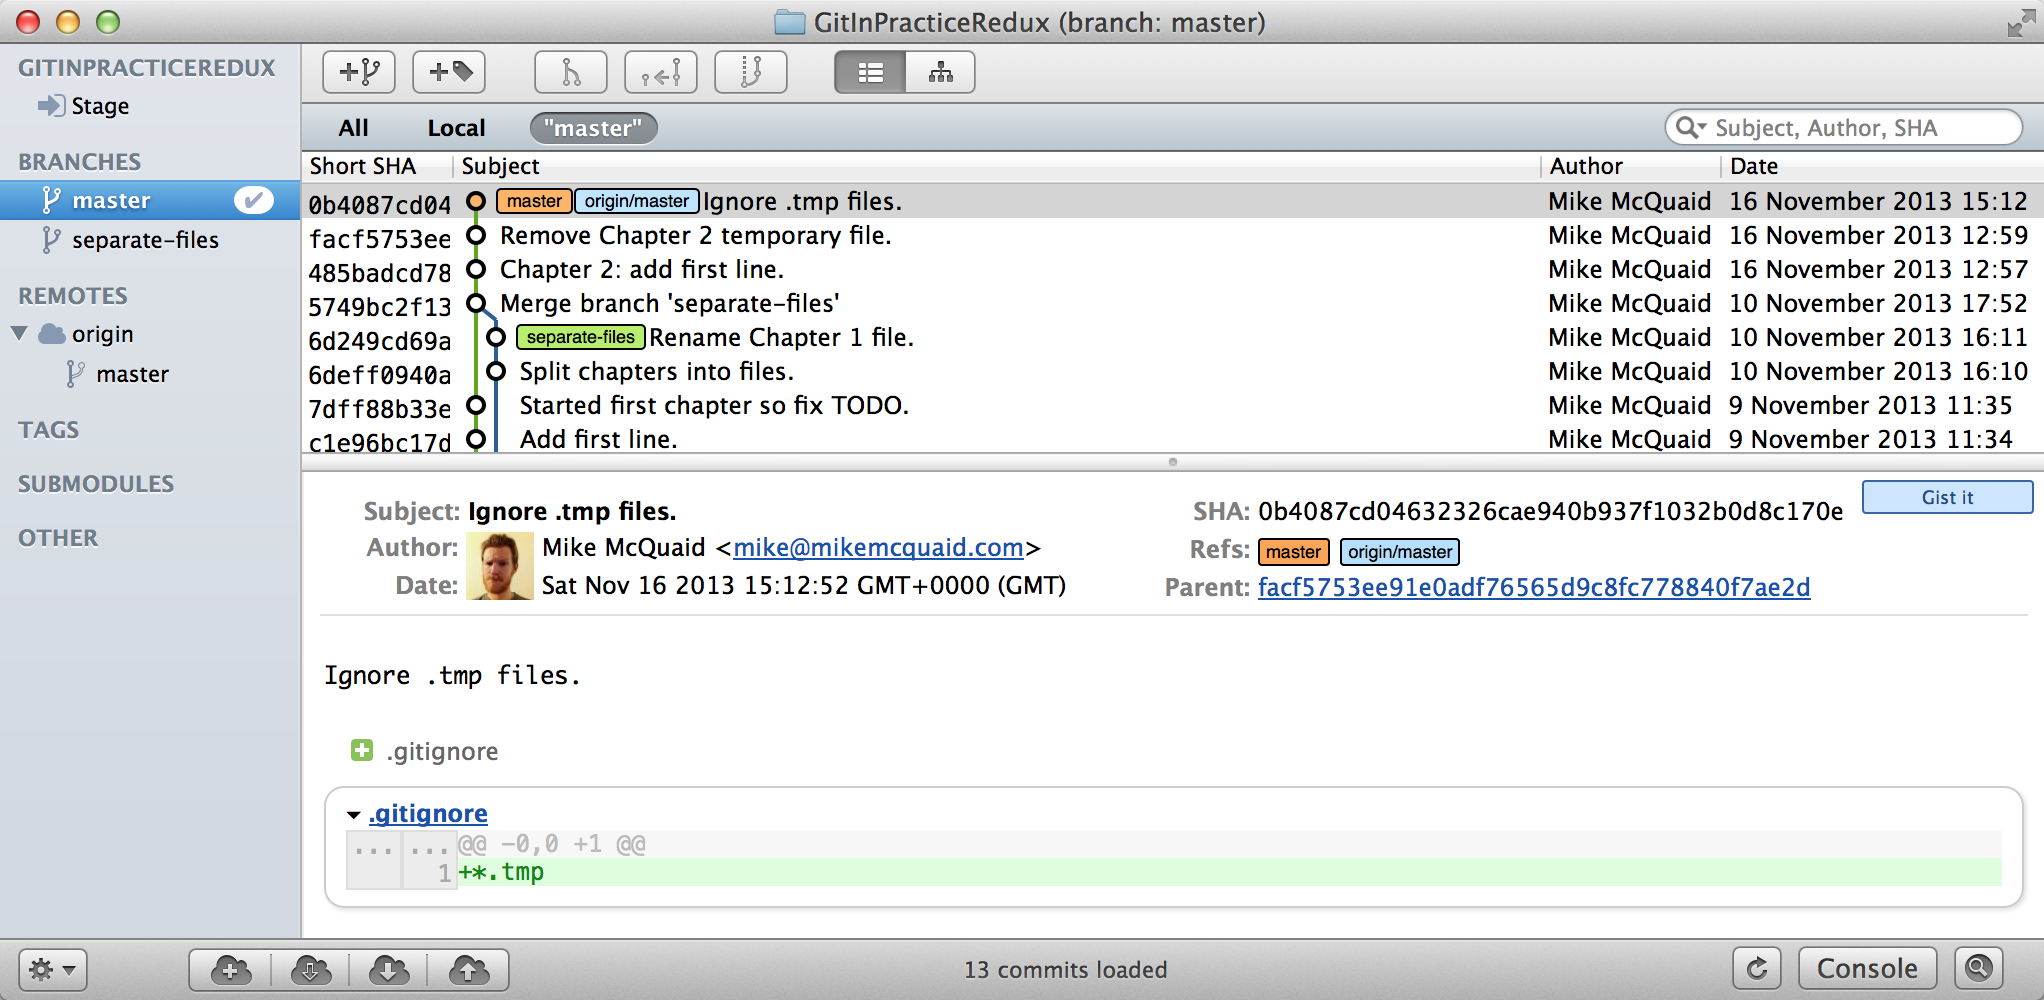 GitInPracticeRedux (branch: master)
GITINPRACTICEREDUX
Stage
BRANCHES
master
separate-files
REMOTES
origin
master
TAGS
SUBMODULES
OTHER
All Local "master" Subject, Author, SHA
Short SHA Subject Author Date
0b4087cd04 master origin/master Ignore .tmp files. Mike McQuaid 16 November 2013 15:12
facf5753ee Remove Chapter 2 temporary file. Mike McQuaid 16 November 2013 12:59
485badcd78 Chapter 2: add first line. Mike McQuaid 16 November 2013 12:57
5749bc2f13 Merge branch 'separate-files' Mike McQuaid 10 November 2013 17:52
6d249cd69a separate-files Rename Chapter 1 file. Mike McQuaid 10 November 2013 16:11
6deff0940a Split chapters into files. Mike McQuaid 10 November 2013 16:10
7dff88b33e Started first chapter so fix TODO. Mike McQuaid 9 November 2013 11:35
c1e96bc17d Add first line. Mike McQuaid 9 November 2013 11:34
Subject: Ignore .tmp files.
Author: Mike McQuaid <mike@mikemcquaid.com>
Date: Sat Nov 16 2013 15:12:52 GMT+0000 (GMT)
SHA: 0b4087cd04632326cae940b937f1032b0d8c170e
Refs: master origin/master
Parent: facf5753ee91e0adf76565d9c8fc778840f7ae2d
Gist it
Ignore .tmp files.
.gitignore
.gitignore
... ... @@ -0,0 +1 @@
1 +*.tmp
13 commits loaded
Console